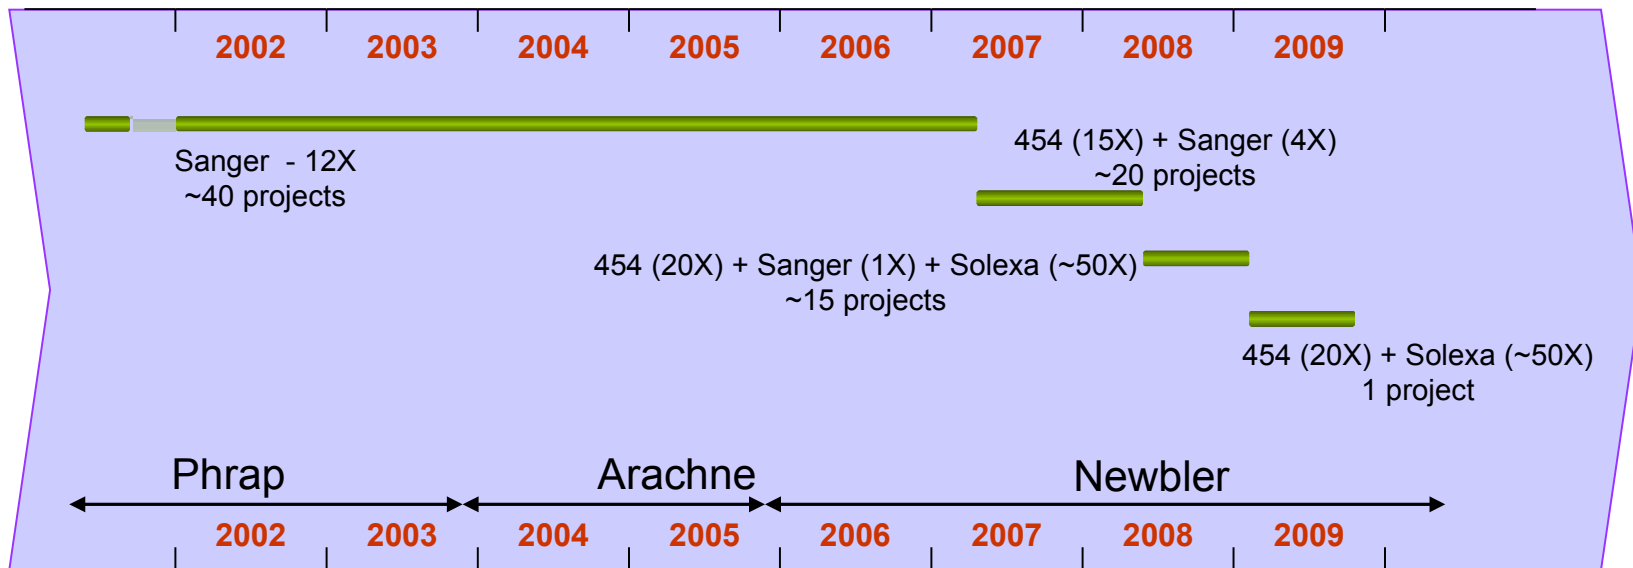 2002 2003 2004 2005 2006 2007 2008 2009
454 (15X) + Sanger (4X)
~20 projects
Sanger - 12X
~40 projects
454 (20X) + Sanger (1X) + Solexa (~50X)
~15 projects
454 (20X) + Solexa (~50X)
1 project
Phrap Arachne Newbler
2002 2003 2004 2005 2006 2007 2008 2009